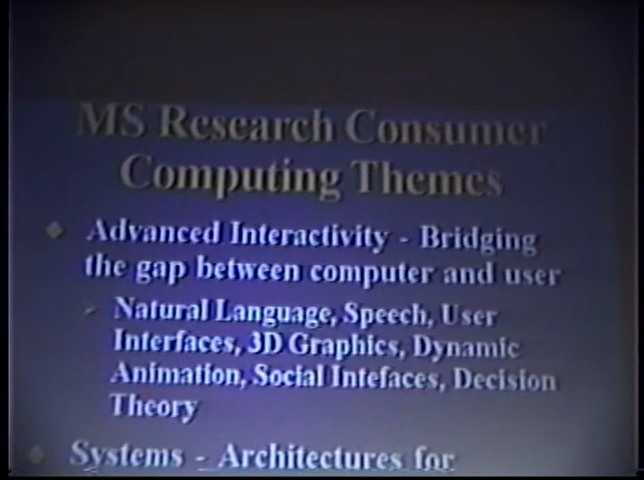 MS Research Consumer
Computing Themes
Advanced Interactivity - Bridging
the gap between computer and user
Natural Language, Speech, User
Interfaces, 3D Graphics, Dynamic
Animation, Social Intefaces, Decision
Theory
Systems - Architectures for